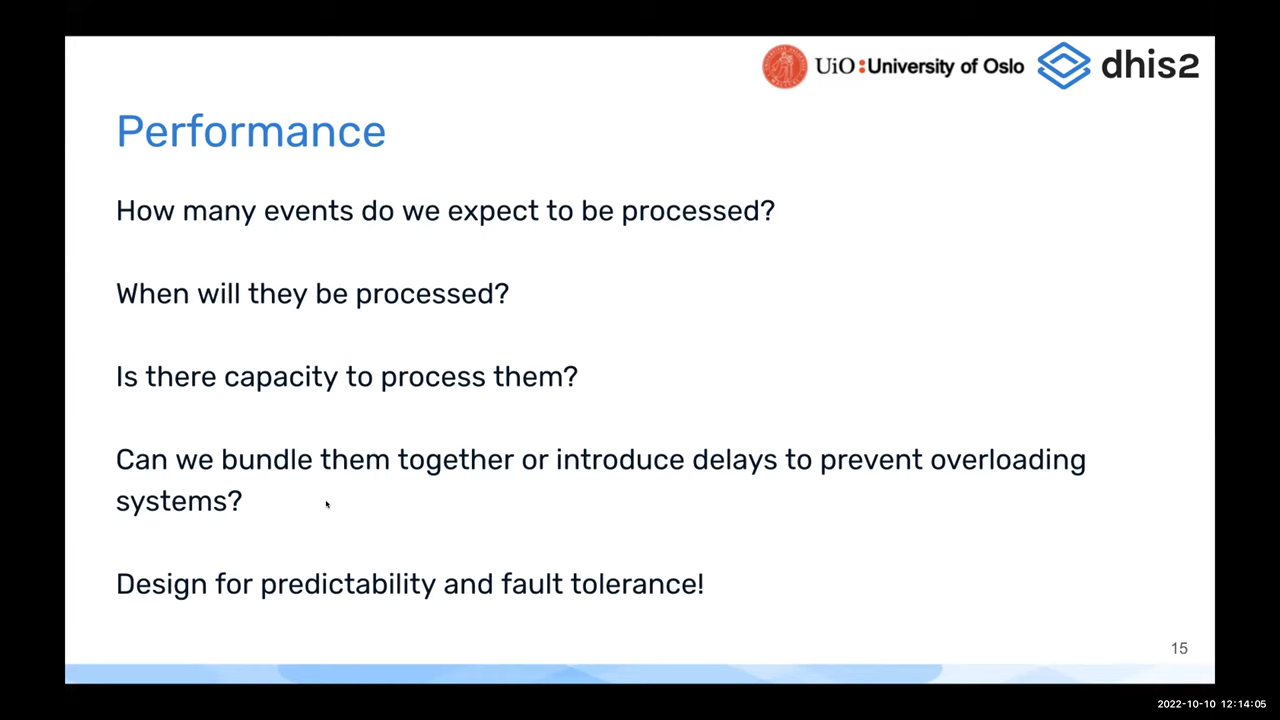 UiO:University of Oslo dhis2
Performance
How many events do we expect to be processed?
When will they be processed?
Is there capacity to process them?
Can we bundle them together or introduce delays to prevent overloading
systems?
Design for predictability and fault tolerance!
15
2022-10-10 12:14:05